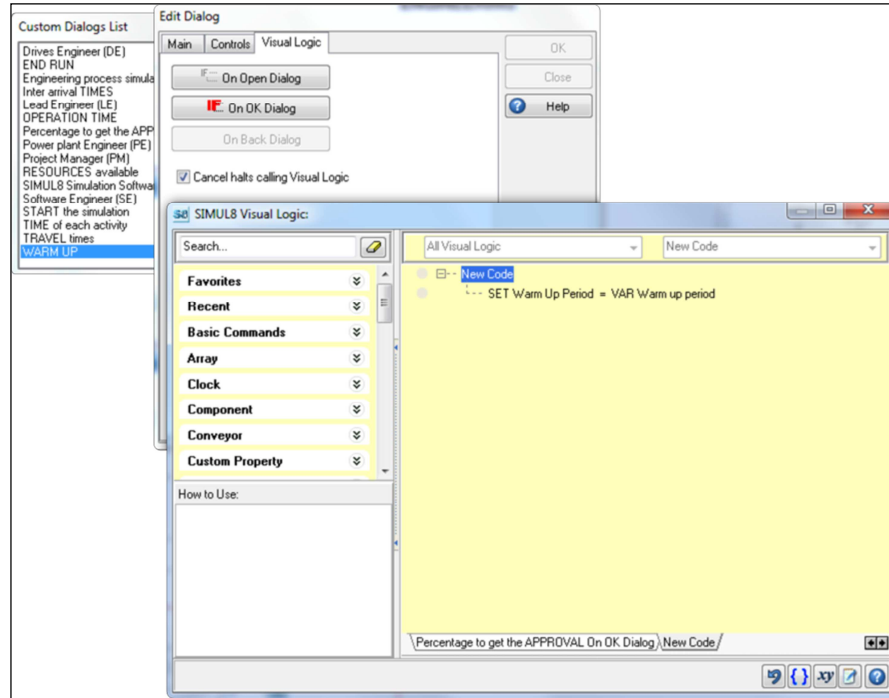 Custom Dialogs List
Drives Engineer (DE)
END RUN
Engineering process simula
Inter arrival TIMES
Lead Engineer (LE)
OPERATION TIME
Percentage to get the APP
Power plant Engineer (PE)
Project Manager (PM)
RESOURCES available
SIMUL8 Simulation Softwa
Software Engineer (SE)
START the simulation
TIME of each activity
TRAVEL times
WARM UP
Edit Dialog
Main Controls Visual Logic
IF On Open Dialog
IF On OK Dialog
On Back Dialog
Cancel halts calling Visual Logic
OK
Close
Help
S8 SIMUL8 Visual Logic:
Search...
Favorites
Recent
Basic Commands
Array
Clock
Component
Conveyor
Custom Property
How to Use:
All Visual Logic New Code
New Code
SET Warm Up Period = VAR Warm up period
Percentage to get the APPROVAL On OK Dialog New Code
{ } xy ?